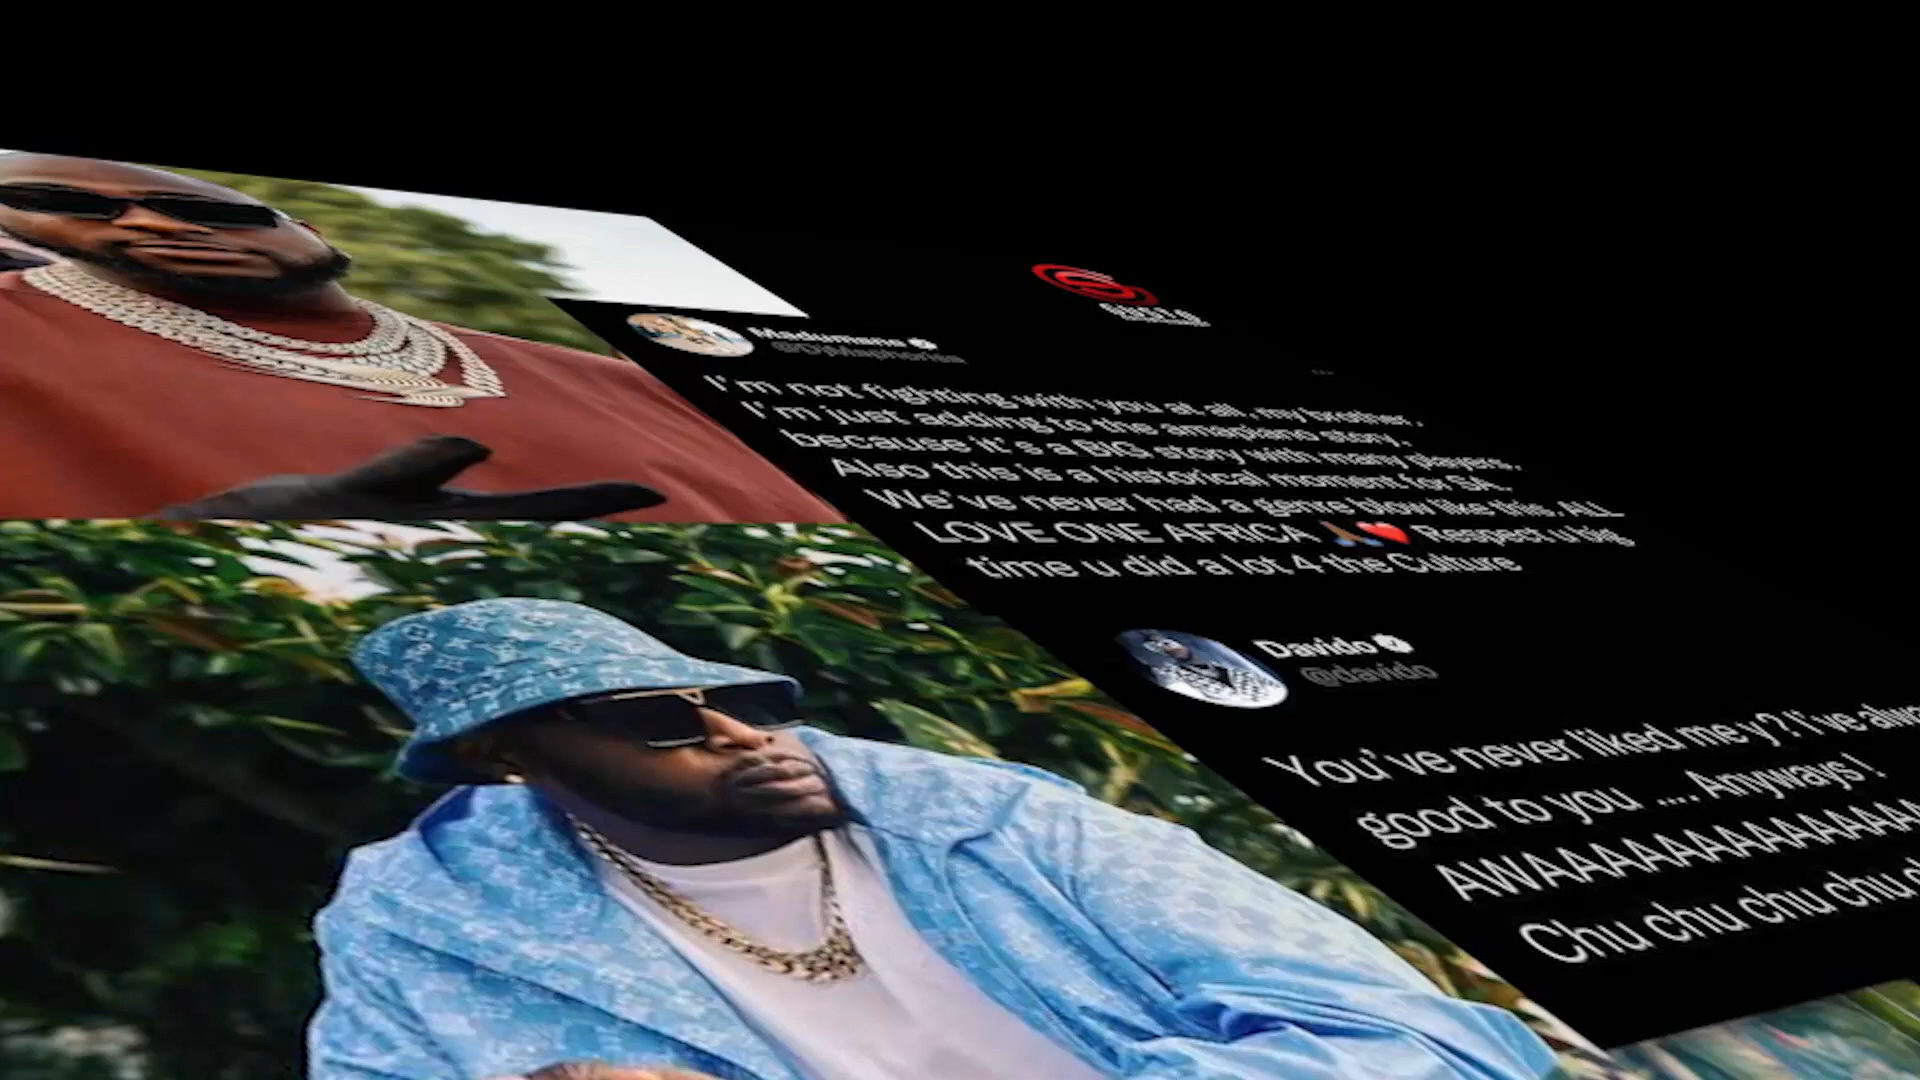 Madumane
@DjMaphorisa
I'm not fighting with you at all, my brother,
I'm just adding to the amapiano story,
because it's a BIG story with many players.
Also this is a historical moment for SA..
We've never had a genre blow like this. ALL
LOVE ONE AFRICA 🙏🏾❤️ Respect u big
time u did a lot 4 the Culture
Davido
@davido
You've never liked me y? I've
good to you .... Anyways !.
Chu chu chu chu